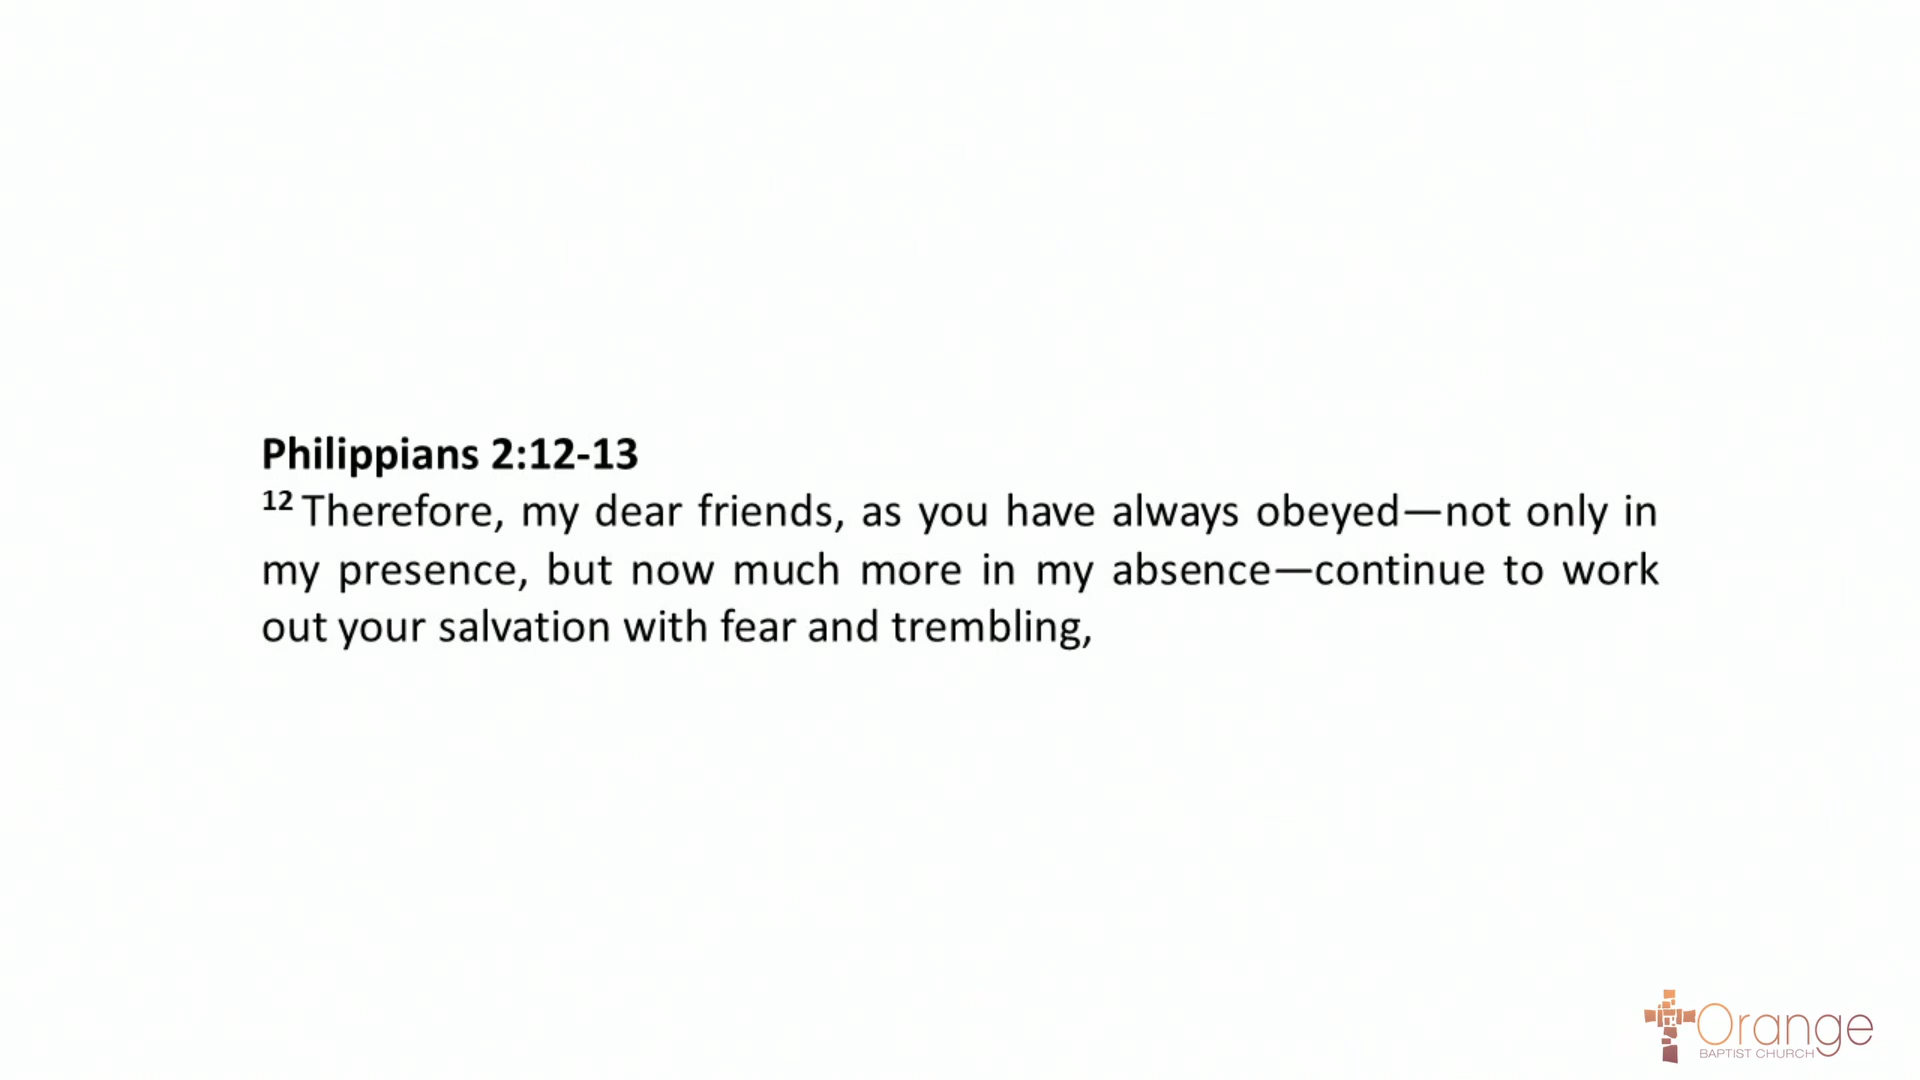 Philippians 2:12-13
12 Therefore, my dear friends, as you have always obeyed—not only in
my presence, but now much more in my absence—continue to work
out your salvation with fear and trembling,
Orange
BAPTIST CHURCH